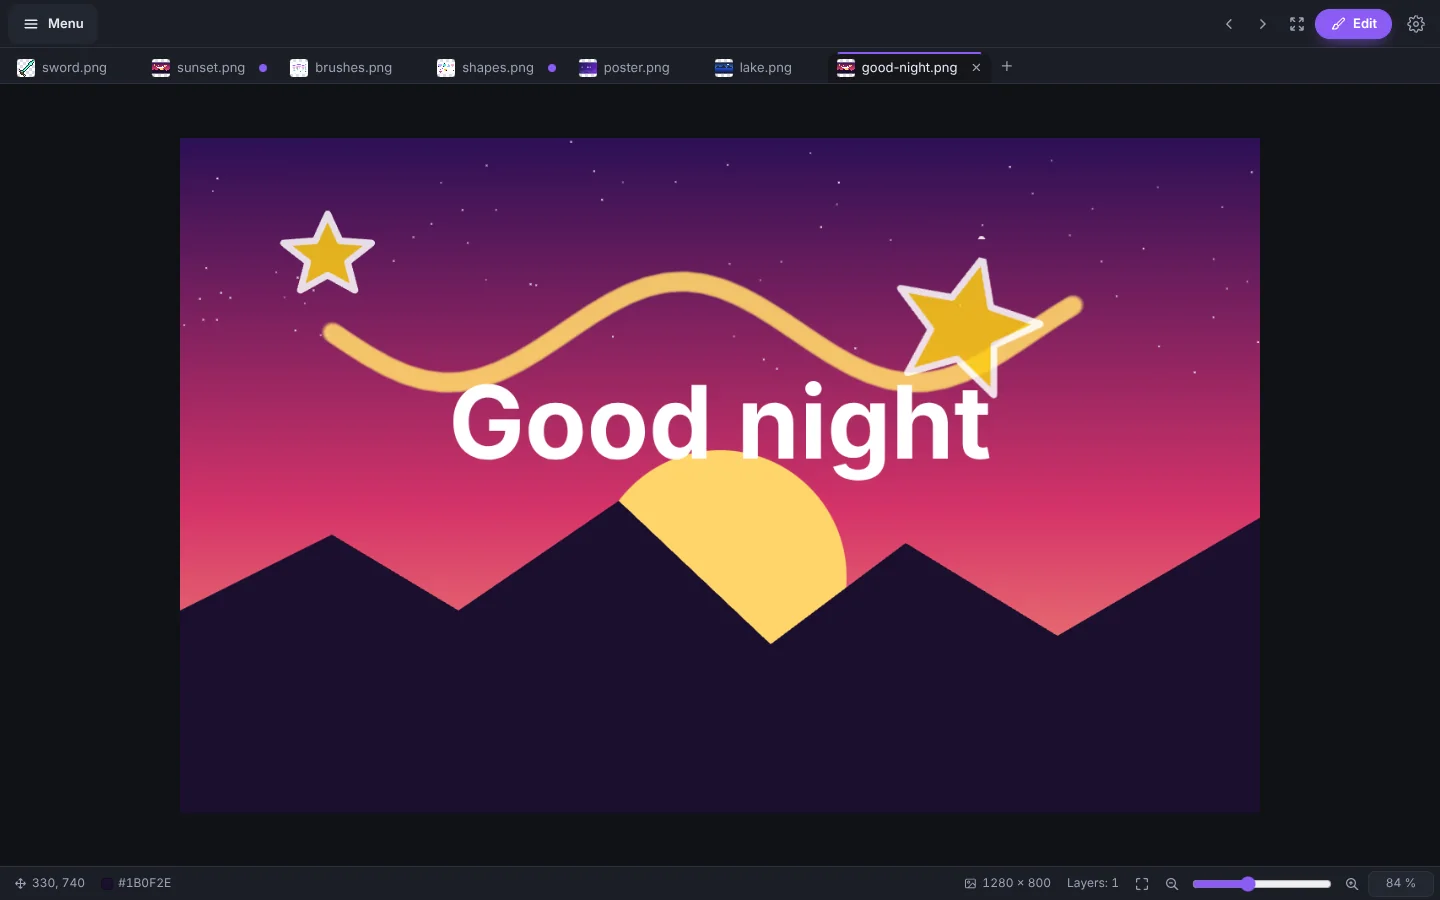 Menu
Edit
sword.png
sunset.png
brushes.png
shapes.png
poster.png
lake.png
good-night.png
Good night
330, 740
#1B0F2E
1280 × 800
Layers: 1
84 %